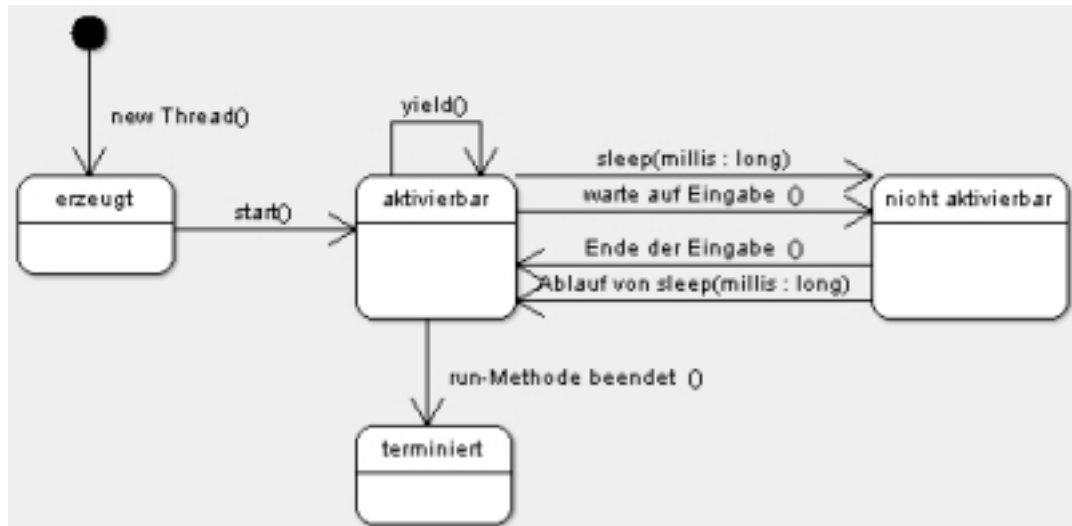 new Thread()
yield()
sleep(millis : long)
erzeugt
aktivierbar
warte auf Eingabe ()
nicht aktivierbar
start()
Ende der Eingabe ()
Ablauf von sleep(millis : long)
run-Methode beendet ()
terminiert